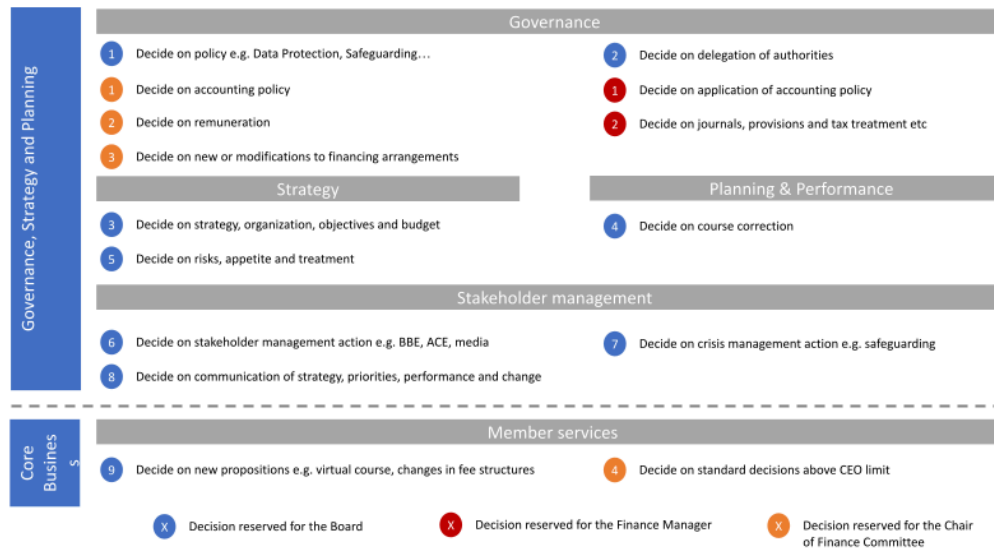 Governance, Strategy and Planning
Governance
1 Decide on policy e.g. Data Protection, Safeguarding...
2 Decide on delegation of authorities
1 Decide on accounting policy
1 Decide on application of accounting policy
2 Decide on remuneration
2 Decide on journals, provisions and tax treatment etc
3 Decide on new or modifications to financing arrangements
Strategy
Planning & Performance
3 Decide on strategy, organization, objectives and budget
4 Decide on course correction
5 Decide on risks, appetite and treatment
Stakeholder management
6 Decide on stakeholder management action e.g. BBE, ACE, media
7 Decide on crisis management action e.g. safeguarding
8 Decide on communication of strategy, priorities, performance and change
Core
Busines
s
Member services
9 Decide on new propositions e.g. virtual course, changes in fee structures
4 Decide on standard decisions above CEO limit
X Decision reserved for the Board
X Decision reserved for the Finance Manager
X Decision reserved for the Chair
of Finance Committee